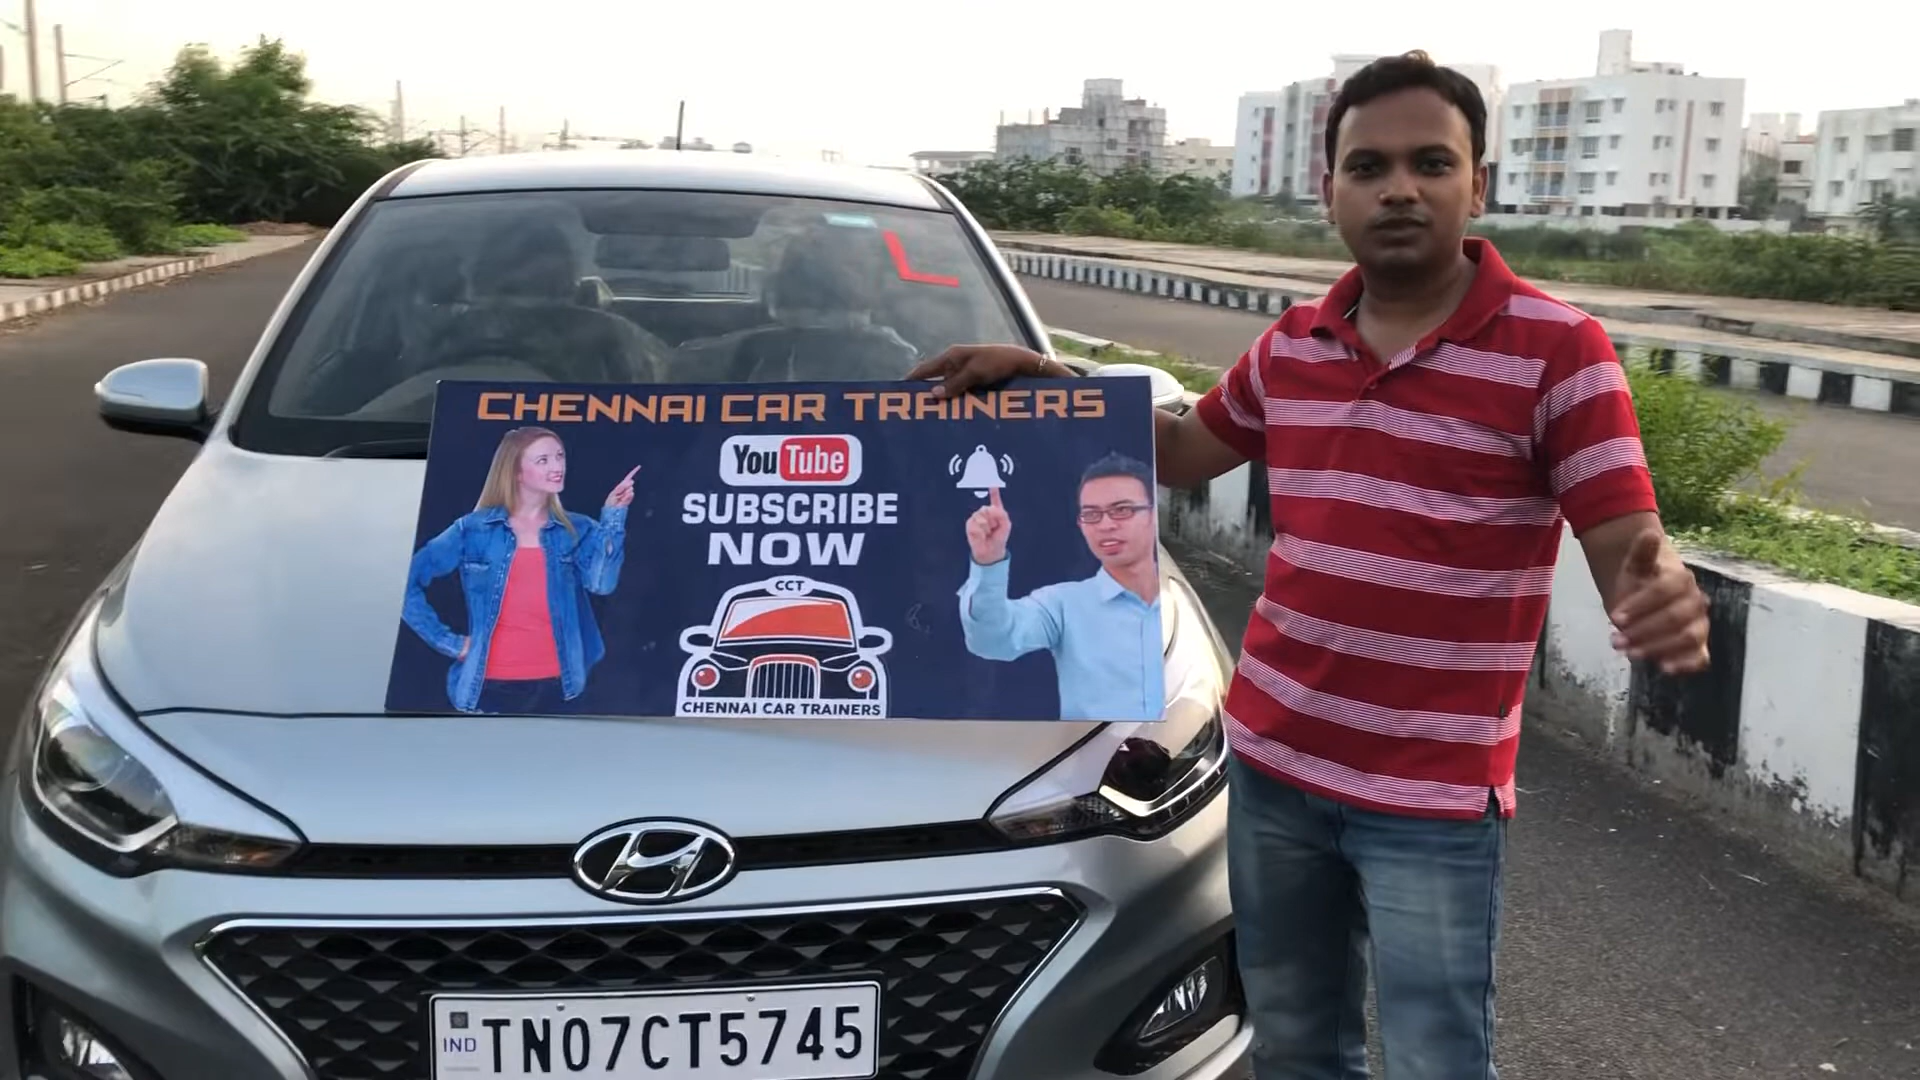 L
CHENNAI CAR TRAINERS
YouTube
SUBSCRIBE
NOW
CCT
CHENNAI CAR TRAINERS
IND TN07CT5745